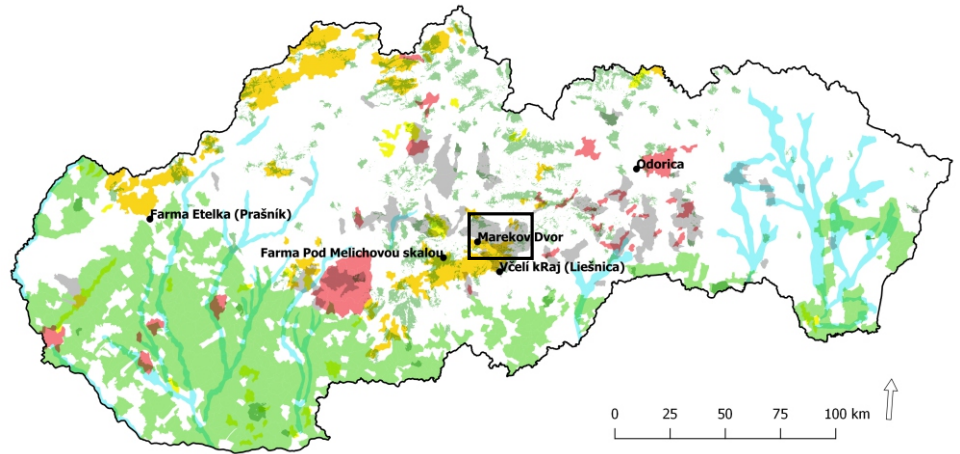 Odorica
Farma Etelka (Prašník)
Marekov Dvor
Farma Pod Melichovou skalou
Včelí kRaj (Liešnica)
0 25 50 75 100 km